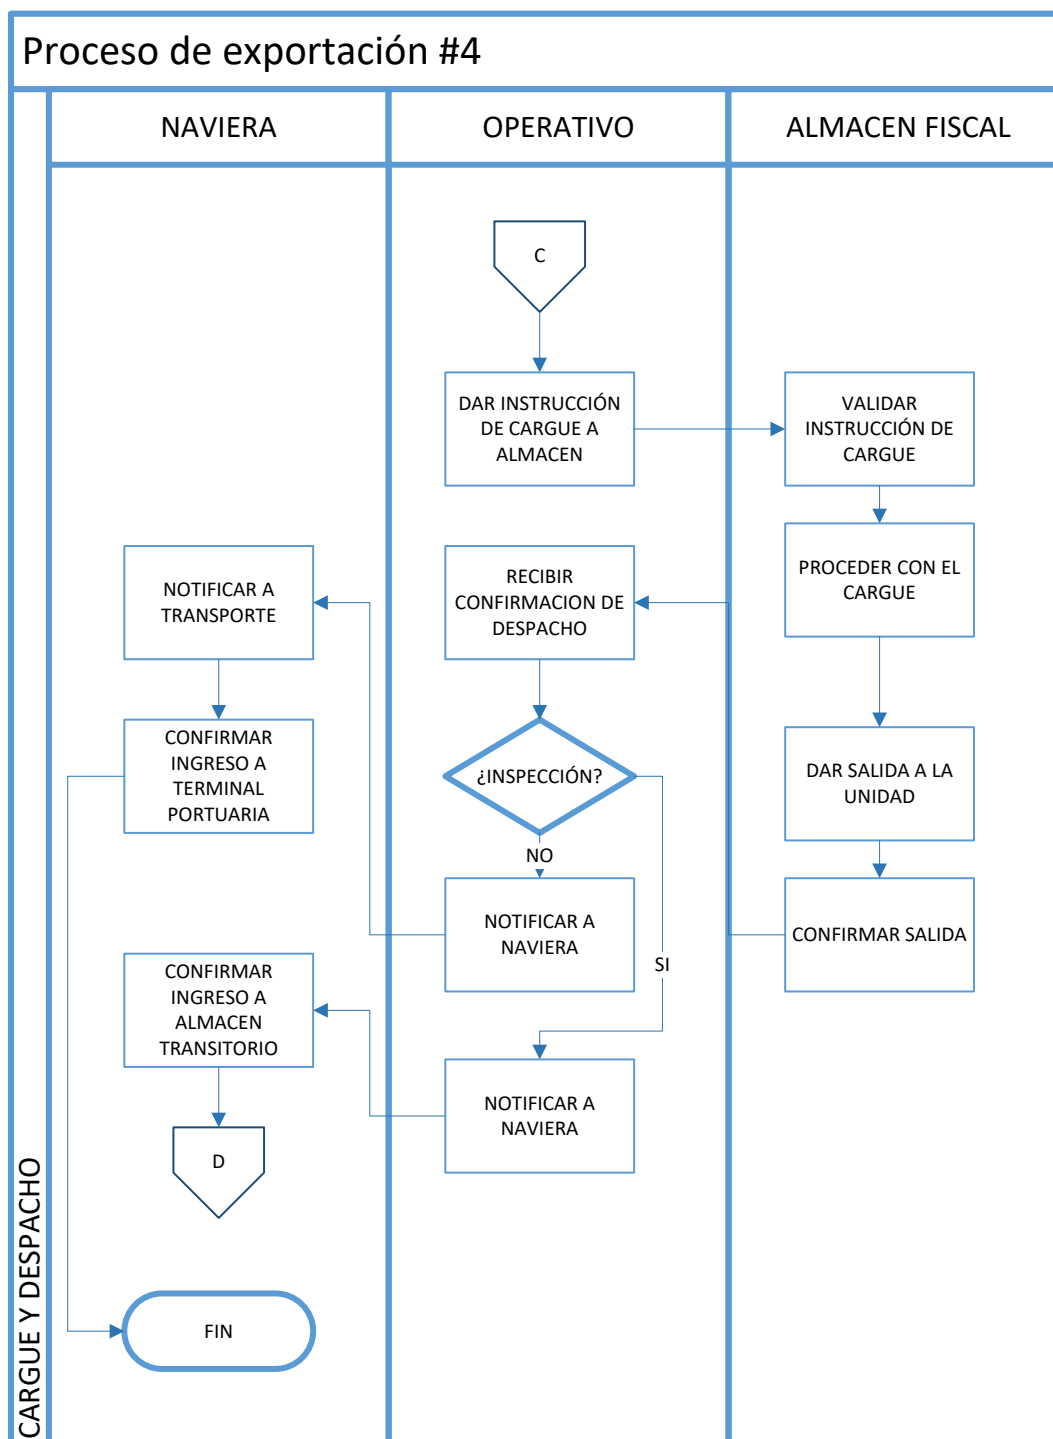 Proceso de exportación #4
NAVIERA
OPERATIVO
ALMACEN FISCAL
C
DAR INSTRUCCIÓN
DE CARGUE A
ALMACEN
VALIDAR
INSTRUCCIÓN DE
CARGUE
PROCEDER CON EL
CARGUE
NOTIFICAR A
TRANSPORTE
RECIBIR
CONFIRMACION DE
DESPACHO
CONFIRMAR
INGRESO A
TERMINAL
PORTUARIA
¿INSPECCIÓN?
DAR SALIDA A LA
UNIDAD
NO
NOTIFICAR A
NAVIERA
CONFIRMAR SALIDA
SI
CONFIRMAR
INGRESO A
ALMACEN
TRANSITORIO
NOTIFICAR A
NAVIERA
D
FIN
CARGUE Y DESPACHO